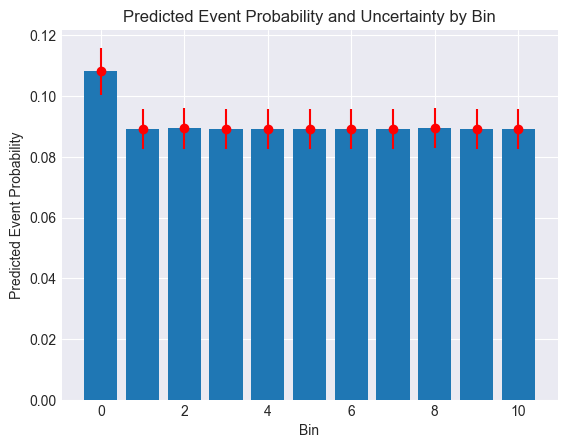 Predicted Event Probability and Uncertainty by Bin
Predicted Event Probability
0.12
0.10
0.08
0.06
0.04
0.02
0.00
0 2 4 6 8 10
Bin